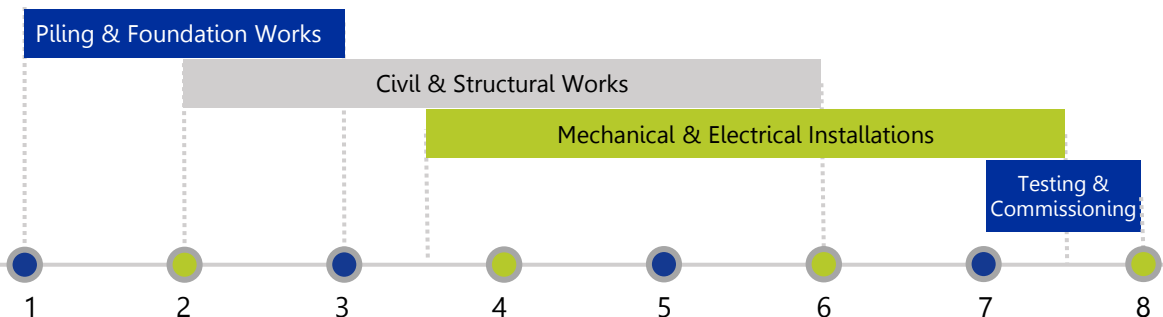 Piling & Foundation Works
Civil & Structural Works
Mechanical & Electrical Installations
Testing &
Commissioning
1 2 3 4 5 6 7 8